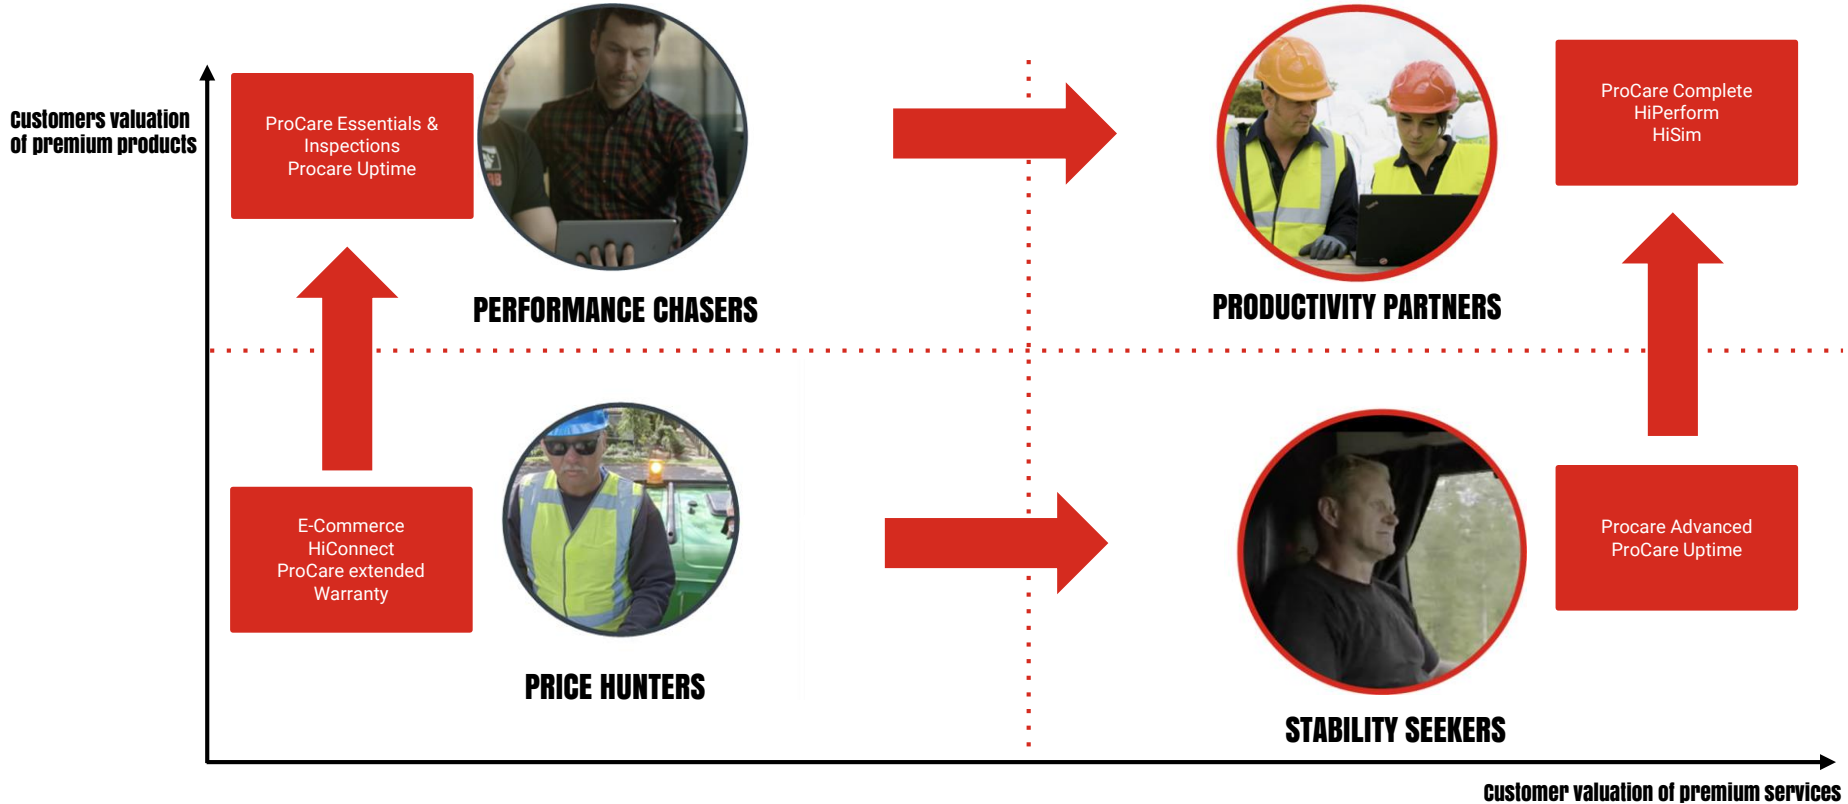 Customers valuation
of premium products
ProCare Essentials &
Inspections
Procare Uptime
ProCare Complete
HiPerform
HiSim
PERFORMANCE CHASERS
PRODUCTIVITY PARTNERS
E-Commerce
HiConnect
ProCare extended
Warranty
Procare Advanced
ProCare Uptime
PRICE HUNTERS
STABILITY SEEKERS
Customer valuation of premium services